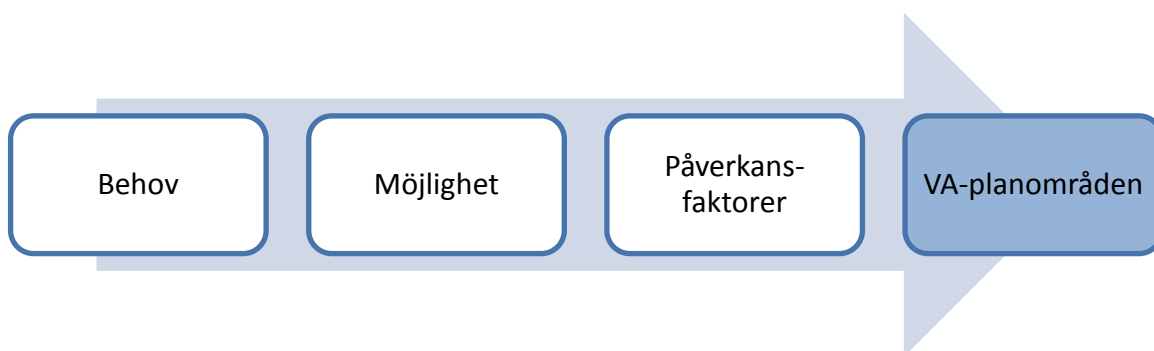 Behov
Möjlighet
Påverkans-
faktorer
VA-planområden